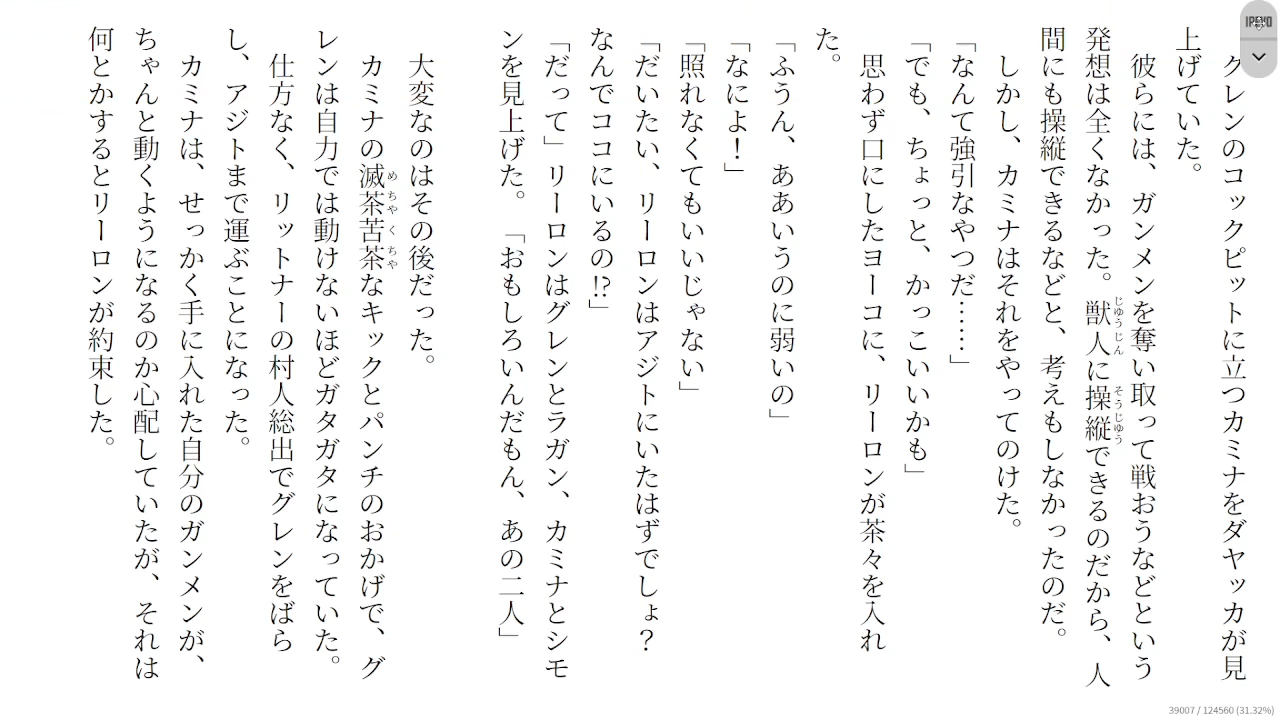 グレンのコックピットに立つカミナをダヤッカが見
上げていた。
彼らには、ガンメンを奪い取って戦おうなどという
発想は全くなかった。獣人に操縦できるのだから、人
間にも操縦できるなどと、考えもしなかったのだ。
しかし、カミナはそれをやってのけた。
「なんて強引なやつだ……」
「でも、ちょっと、かっこいいかも」
思わず口にしたヨーコに、リーロンが茶々を入れ
た。
「ふうん、ああいうのに弱いの」
「なによ！」
「照れなくてもいいじゃない」
「だいたい、リーロンはアジトにいたはずでしょ？
なんでココにいるの!?」
「だって」リーロンはグレンとラガン、カミナとシモ
ンを見上げた。「おもしろいんだもん、あの二人」
大変なのはその後だった。
カミナの滅茶苦茶なキックとパンチのおかげで、グ
レンは自力では動けないほどガタガタになっていた。
仕方なく、リットナーの村人総出でグレンをばら
し、アジトまで運ぶことになった。
カミナは、せっかく手に入れた自分のガンメンが、
ちゃんと動くようになるのか心配していたが、それは
何とかするとリーロンが約束した。
じゅうじん
そうじゅう
めちゃくちゃ
IPEVO
39007 / 124560 (31.32%)